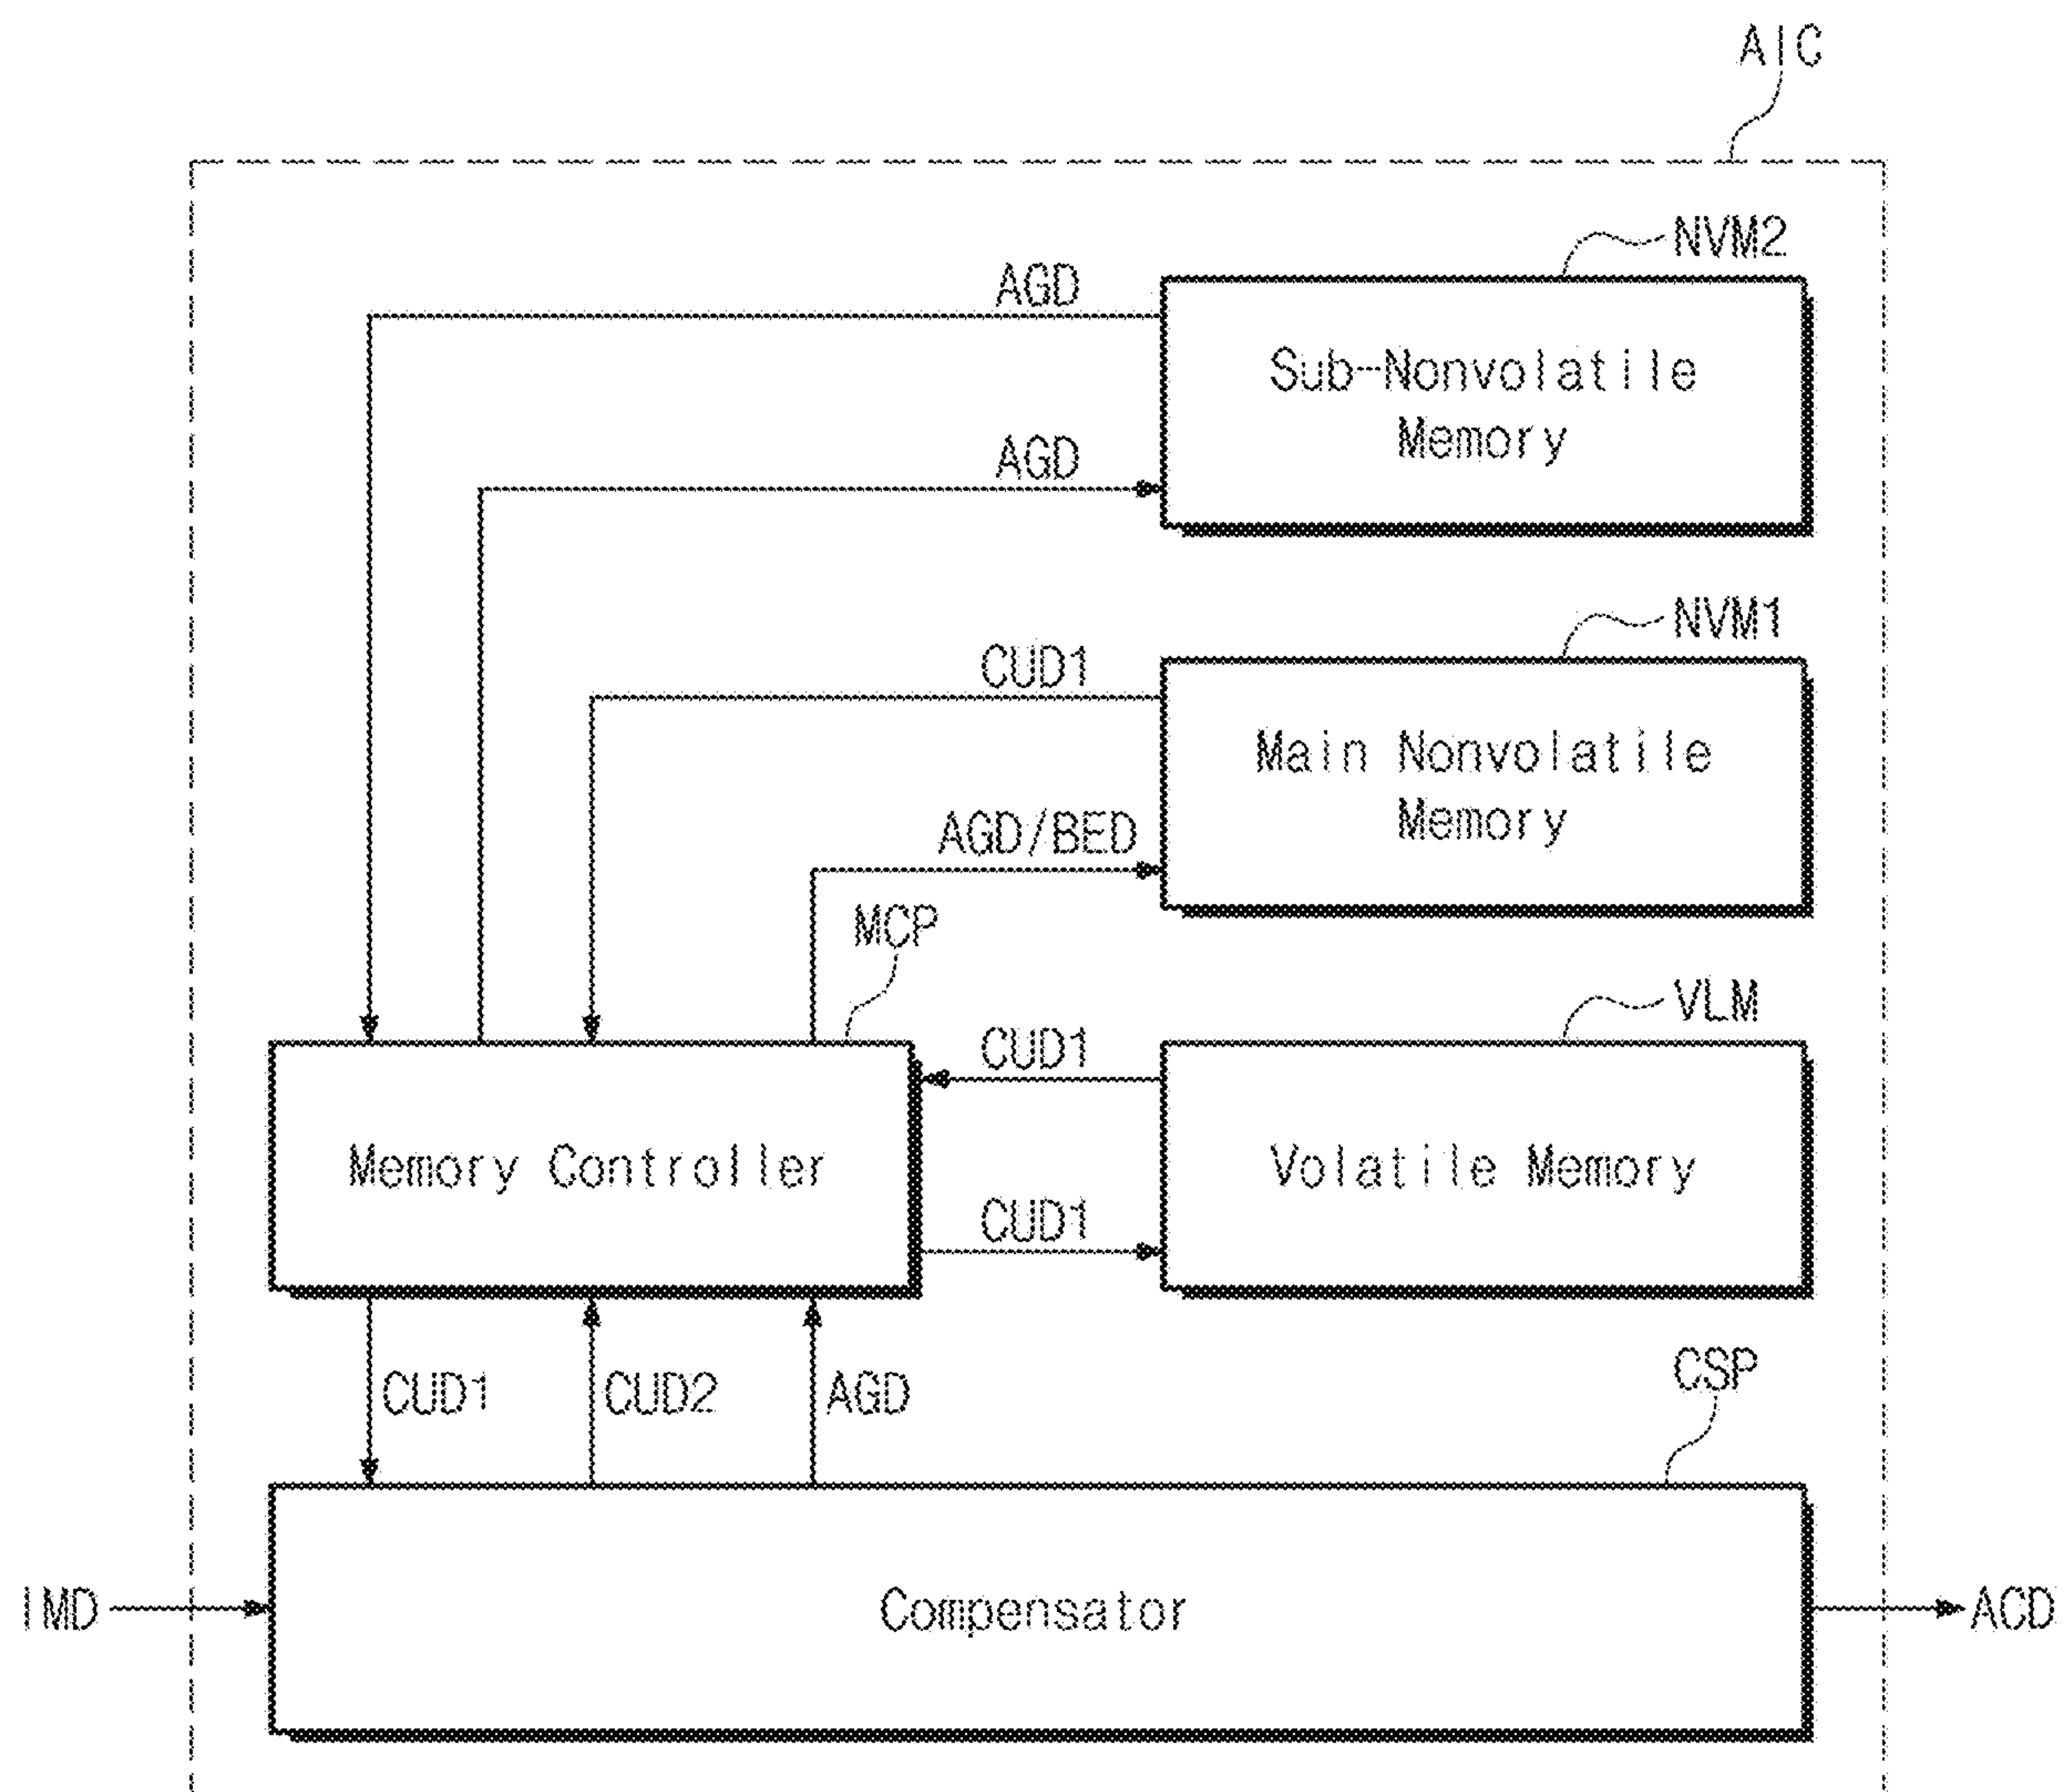 AIC
NVM2
AGD
Sub-Nonvolatile
Memory
AGD
NVM1
CUD1
Main Nonvolatile
Memory
AGD/BED
MCP
VLM
CUD1
Memory Controller
Volatile Memory
CUD1
CSP
CUD1
CUD2
AGD
IMD
Compensator
ACD